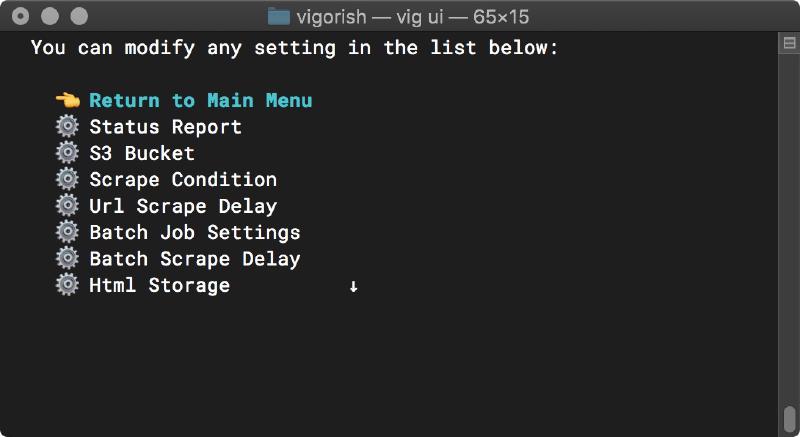 vigorish — vig ui — 65×15
You can modify any setting in the list below:
Return to Main Menu
Status Report
S3 Bucket
Scrape Condition
Url Scrape Delay
Batch Job Settings
Batch Scrape Delay
Html Storage ↓